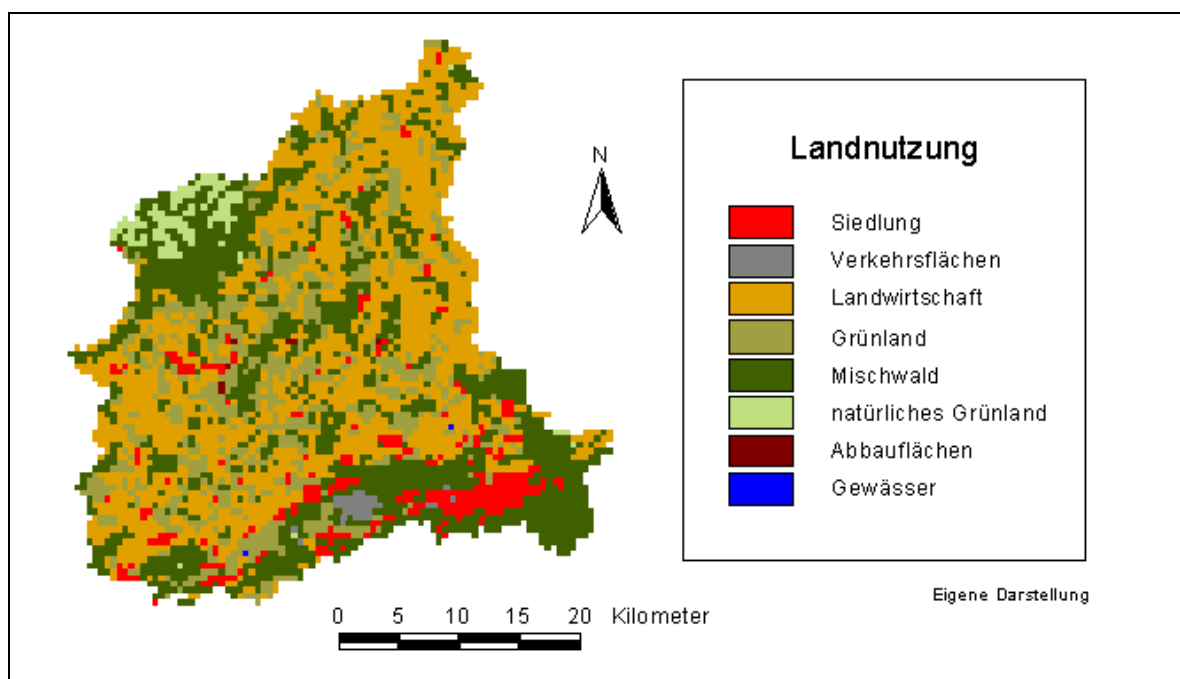 Landnutzung
N
Siedlung
Verkehrsflächen
Landwirtschaft
Grünland
Mischwald
natürliches Grünland
Abbauflächen
Gewässer
Eigene Darstellung
0 5 10 15 20 Kilometer